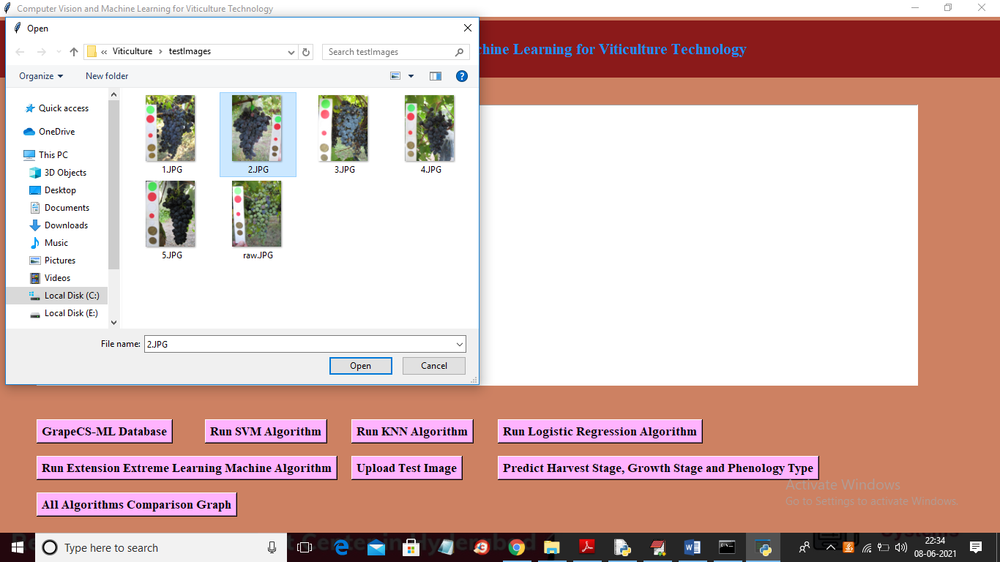 Computer Vision and Machine Learning for Viticulture Technology
Open
chine Learning for Viticulture Technology
« Viticulture > testImages
Search testImages
Organize
New folder
?
Quick access
OneDrive
This PC
3D Objects
Desktop
Documents
Downloads
Music
Pictures
Videos
Local Disk (C:)
Local Disk (E:)
1.JPG
2.JPG
3.JPG
4.JPG
5.JPG
raw.JPG
File name: 2.JPG
Open
Cancel
GrapeCS-ML Database
Run SVM Algorithm
Run KNN Algorithm
Run Logistic Regression Algorithm
Run Extension Extreme Learning Machine Algorithm
Upload Test Image
Predict Harvest Stage, Growth Stage and Phenology Type
All Algorithms Comparison Graph
Activate Windows
Go to Settings to activate Windows.
Type here to search
22:34
08-06-2021